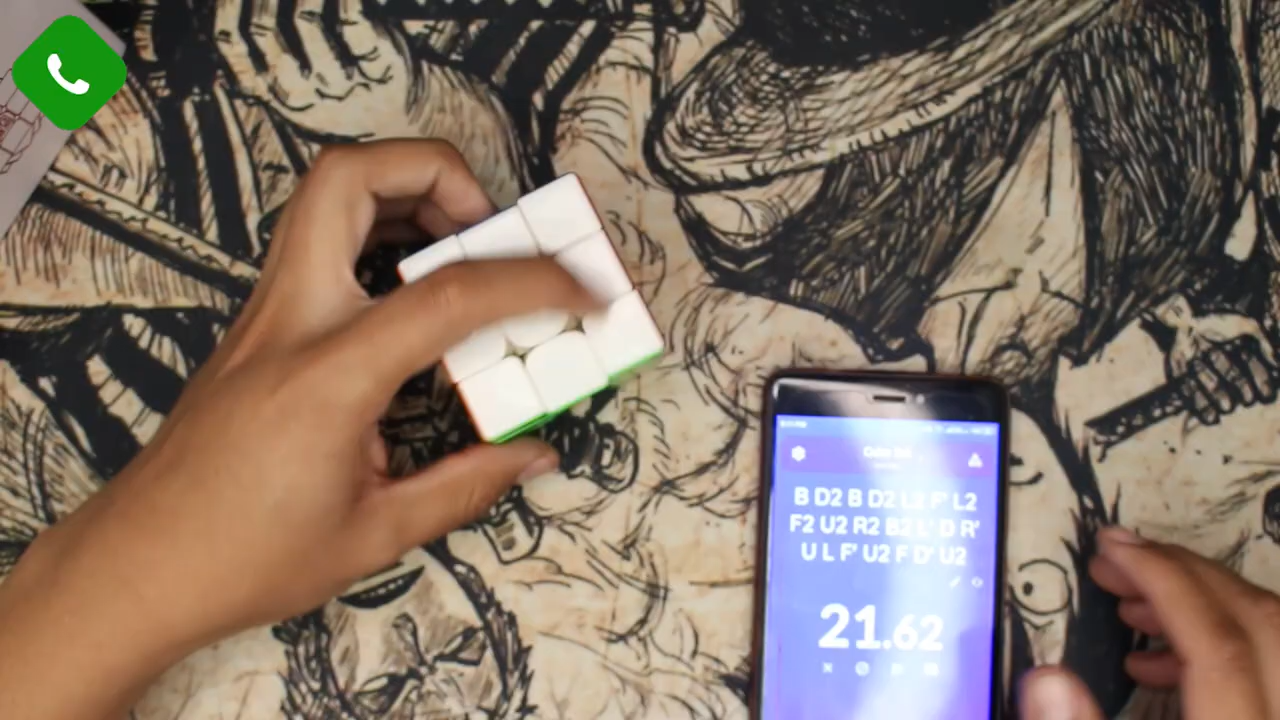 B D2 B D2 L2 F' L2
F2 U2 R2 B2 L' D R'
U L F' U2 F D' U2
21.62